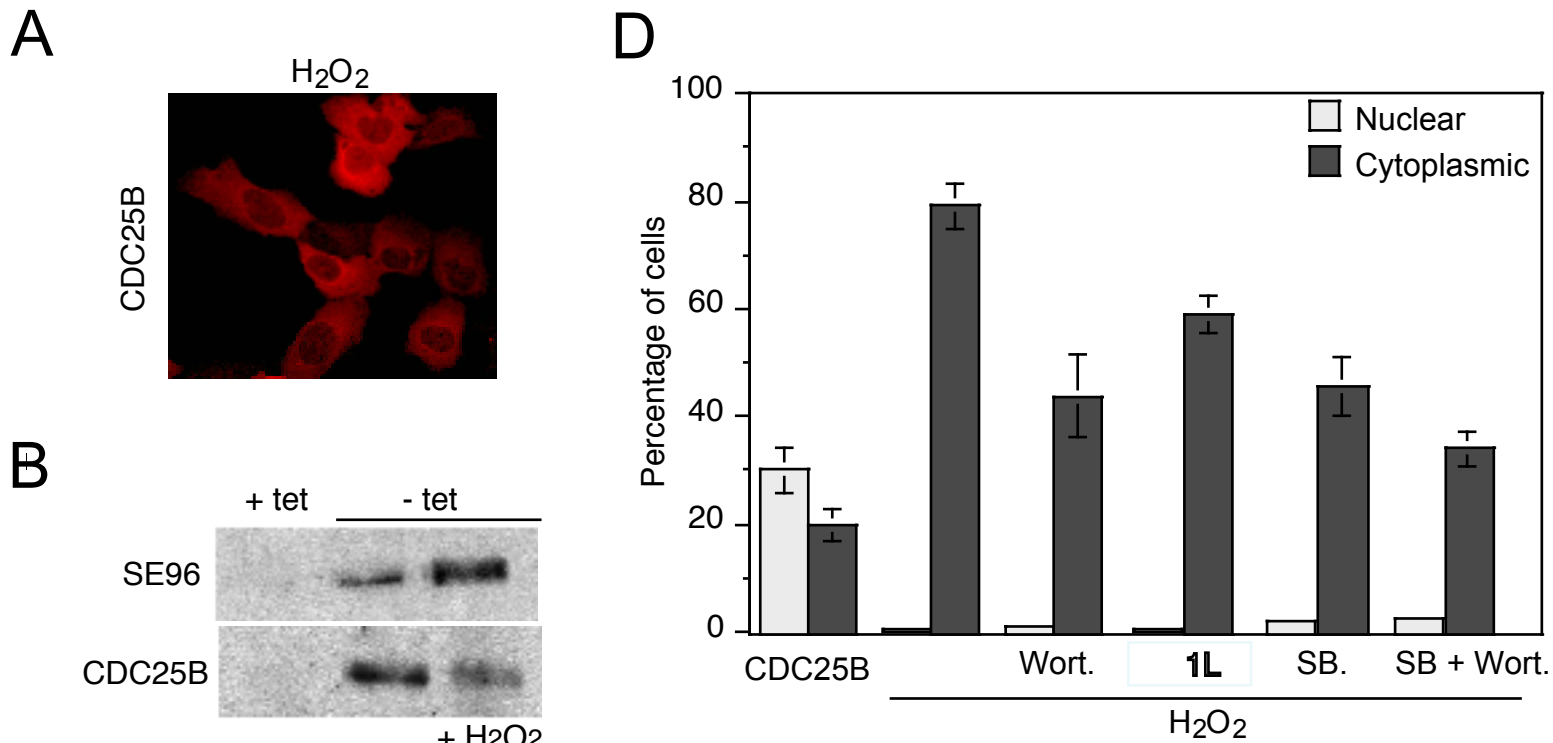 A
H2O2
CDC25B
B
+ tet
- tet
SE96
CDC25B
+ H2O2
D
Nuclear
Cytoplasmic
Percentage of cells
100
80
60
40
20
0
CDC25B
Wort.
1L
SB.
SB + Wort.
H2O2